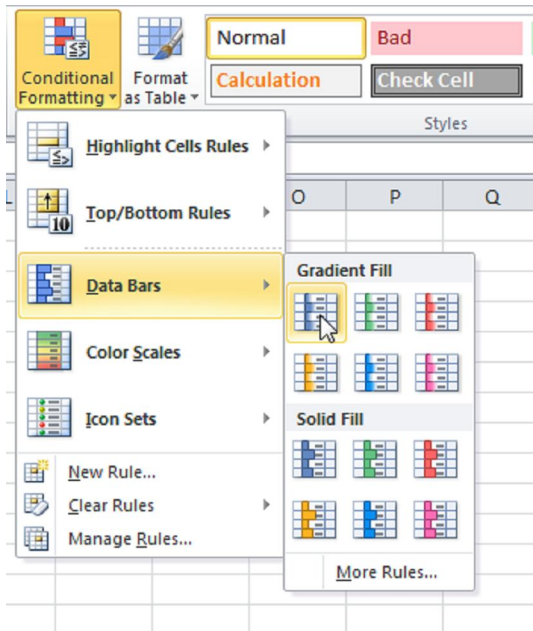 Conditional Formatting
Format as Table
Normal
Bad
Calculation
Check Cell
Styles
Highlight Cells Rules
Top/Bottom Rules
10
Data Bars
Color Scales
Icon Sets
New Rule...
Clear Rules
Manage Rules...
O P Q
Gradient Fill
Solid Fill
More Rules...